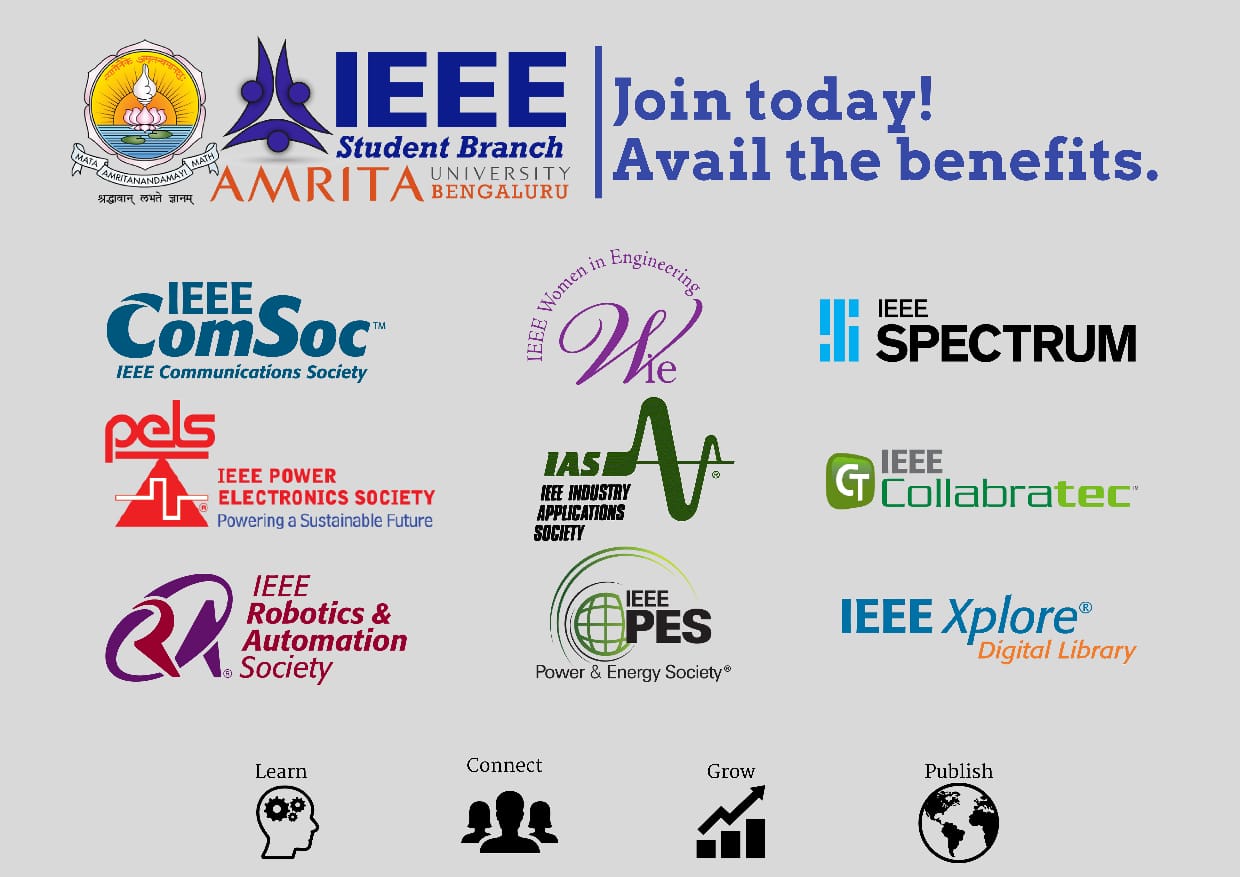 MATA AMRITANANDAMAYI MATH
श्रद्धावान् लभते ज्ञानम्
IEEE
Student Branch
AMRITA UNIVERSITY
BENGALURU
Join today!
Avail the benefits.
IEEE
ComSoc™
IEEE Communications Society
IEEE Women in Engineering
Wie
IEEE
SPECTRUM
pels
IEEE POWER
ELECTRONICS SOCIETY
®
Powering a Sustainable Future
IAS
®
IEEE INDUSTRY
APPLICATIONS
SOCIETY
CT
IEEE
Collabratec™
RA
®
IEEE
Robotics &
Automation
Society
IEEE
PES
Power & Energy Society®
IEEE Xplore®
Digital Library
Learn
Connect
Grow
Publish